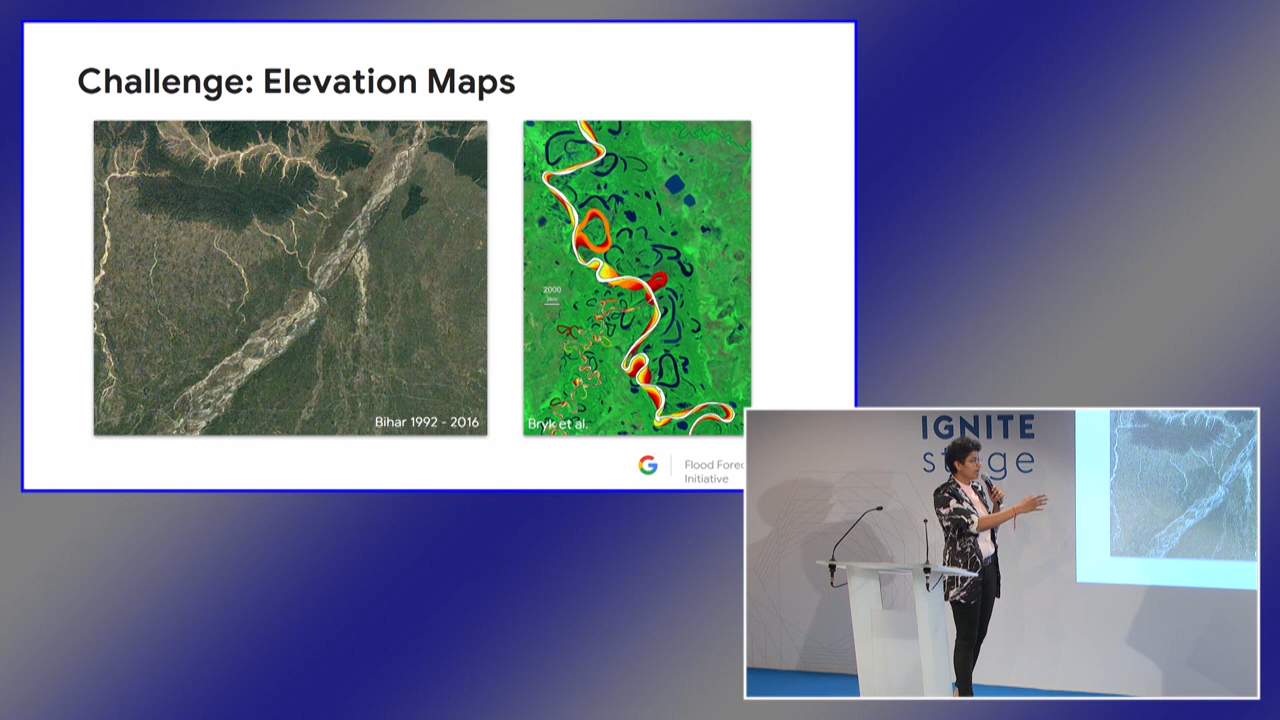 Challenge: Elevation Maps
2000
Bihar 1992 - 2016
Bryk et al.
Flood Forec
Initiative
IGNITE
stage